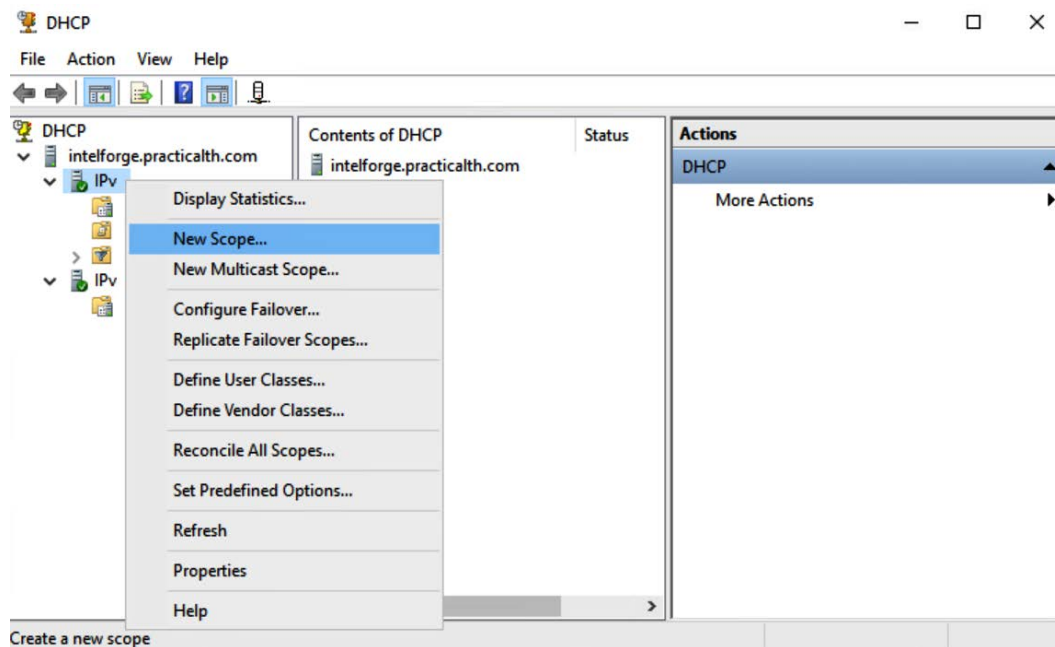 DHCP
File Action View Help
DHCP
intelforge.practicalth.com
IPv
IPv
Contents of DHCP Status
intelforge.practicalth.com
Actions
DHCP
More Actions
Display Statistics...
New Scope...
New Multicast Scope...
Configure Failover...
Replicate Failover Scopes...
Define User Classes...
Define Vendor Classes...
Reconcile All Scopes...
Set Predefined Options...
Refresh
Properties
Help
Create a new scope